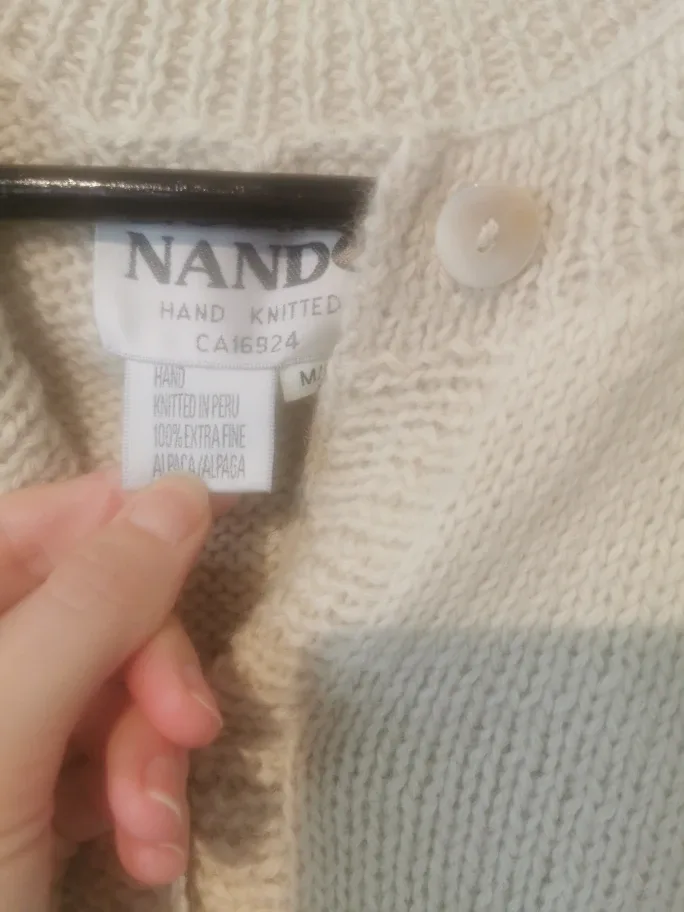 NAND
HAND KNITTED
CA16924
HAND
KNITTED IN PERU
100% EXTRA FINE
ALPACA/ALPAGA